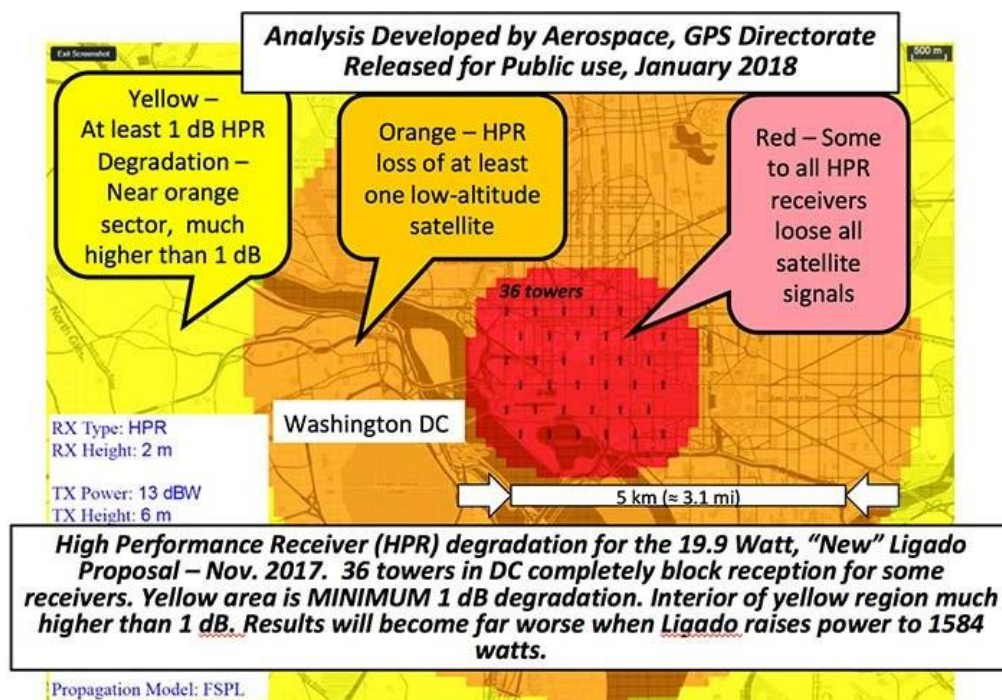 Exit Screenshot
Analysis Developed by Aerospace, GPS Directorate
Released for Public use, January 2018
500 m
Yellow –
At least 1 dB HPR
Degradation –
Near orange
sector, much
higher than 1 dB
Orange – HPR
loss of at least
one low-altitude
satellite
Red – Some
to all HPR
receivers
loose all
satellite
signals
36 towers
Washington DC
RX Type: HPR
RX Height: 2 m
TX Power: 13 dBW
TX Height: 6 m
5 km (≈ 3.1 mi)
High Performance Receiver (HPR) degradation for the 19.9 Watt, “New” Ligado
Proposal – Nov. 2017. 36 towers in DC completely block reception for some
receivers. Yellow area is MINIMUM 1 dB degradation. Interior of yellow region much
higher than 1 dB. Results will become far worse when Ligado raises power to 1584
watts.
Propagation Model: FSPL